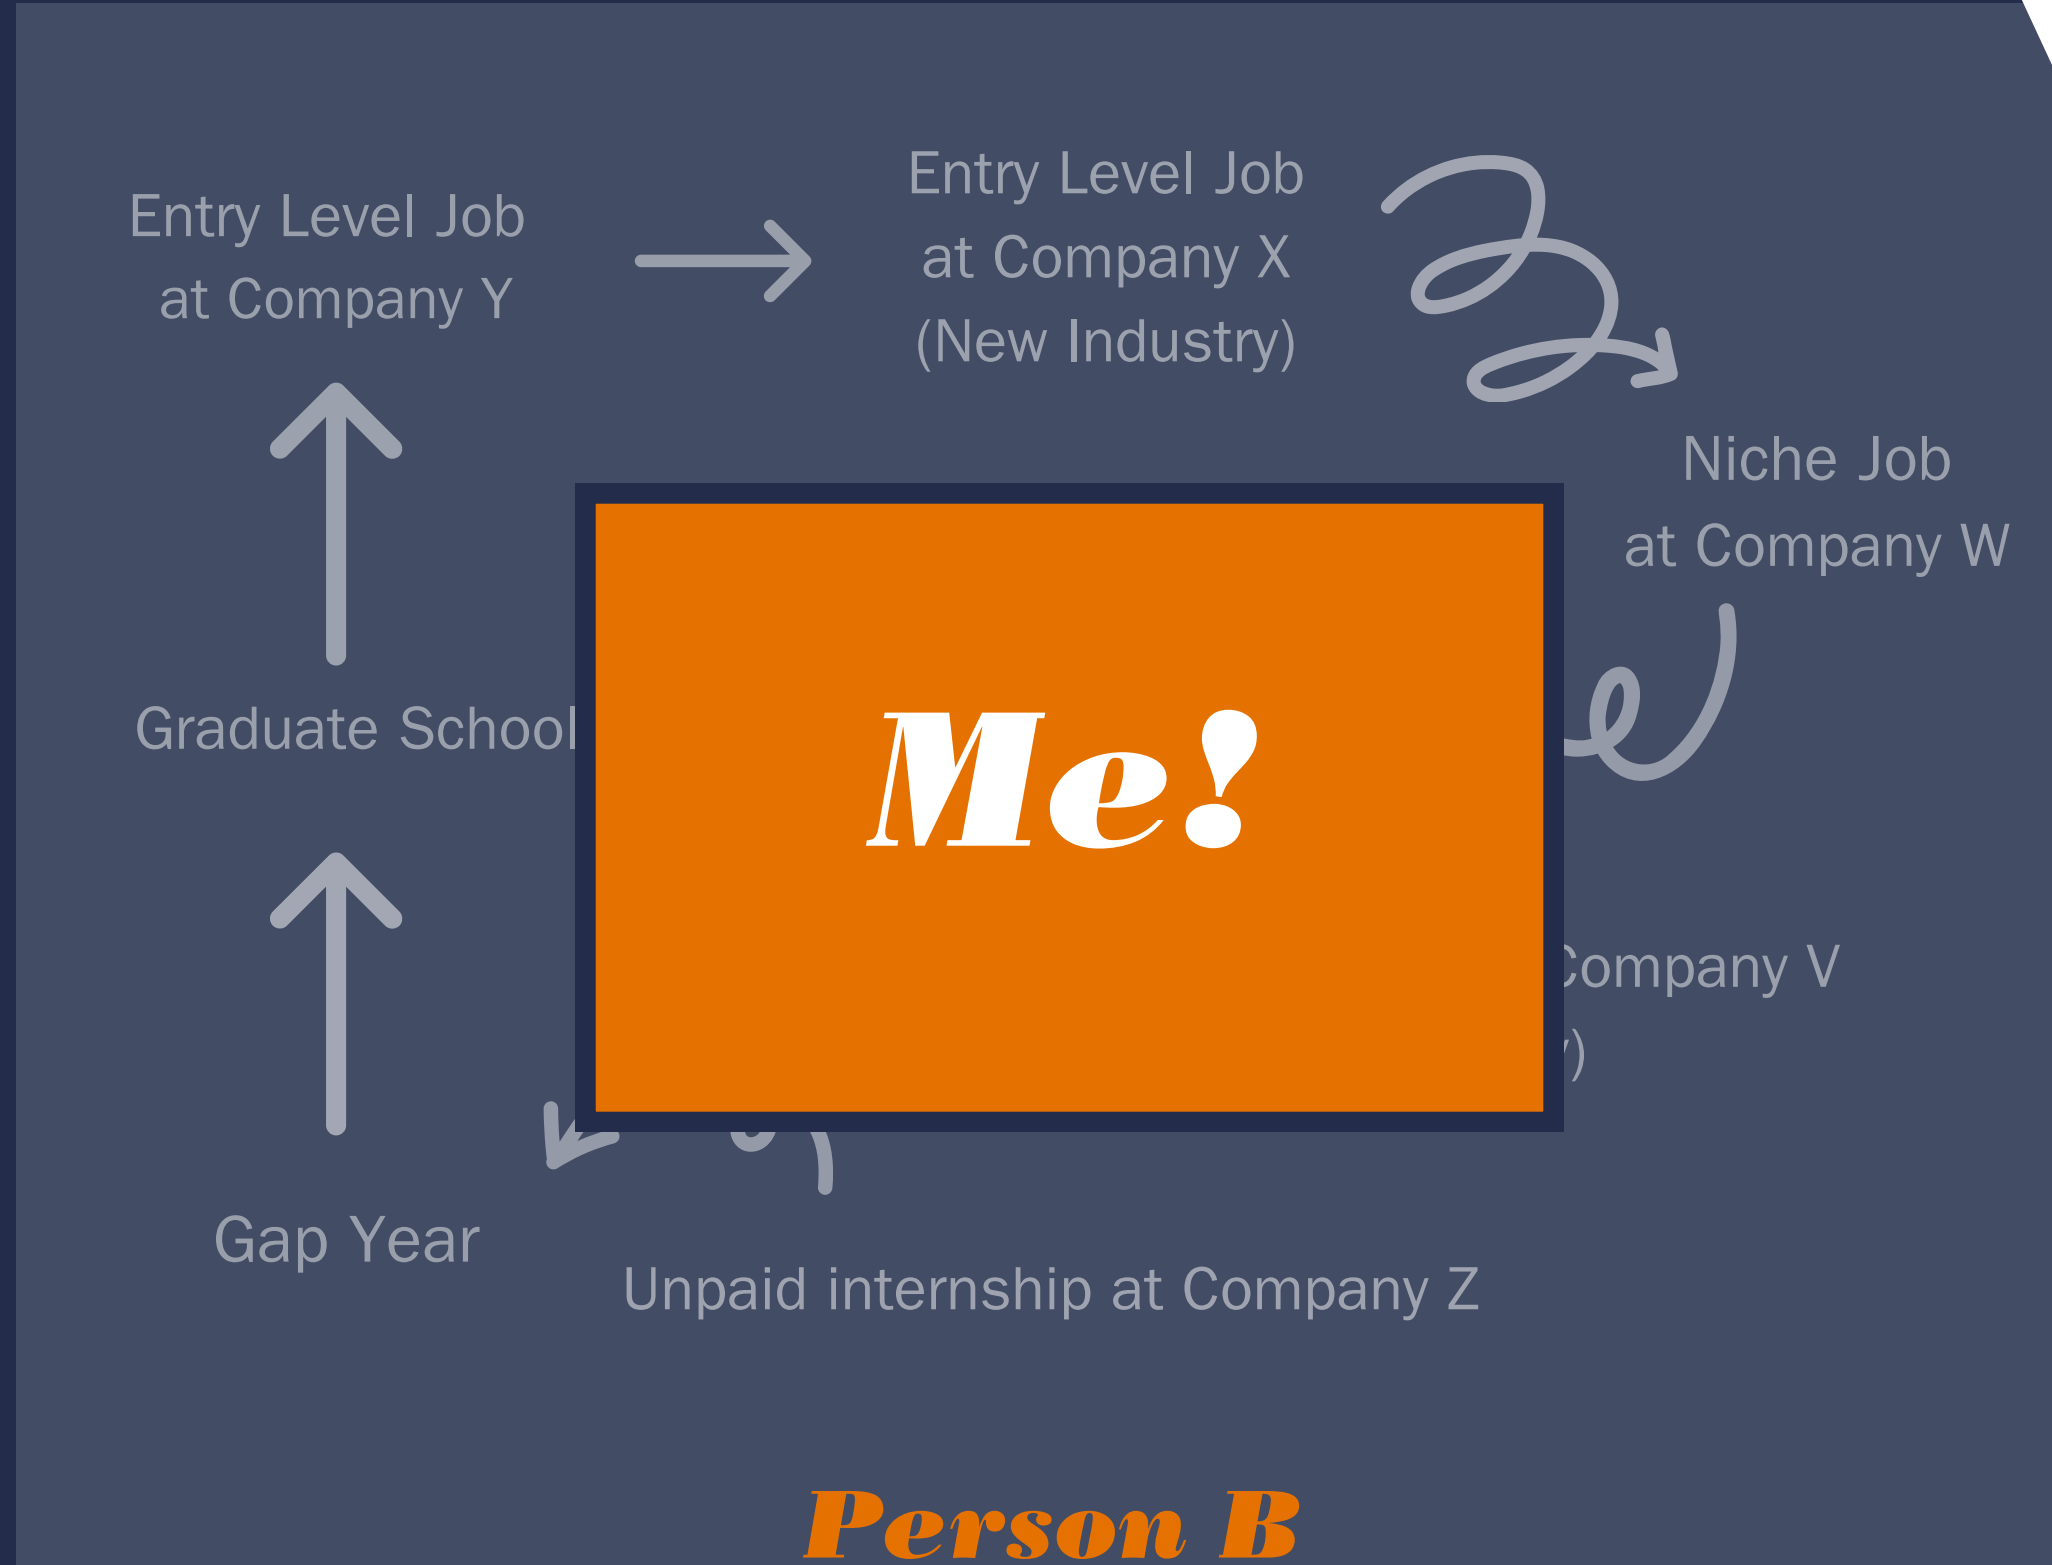 Entry Level Job
at Company Y
Entry Level Job
at Company X
(New Industry)
Niche Job
at Company W
Graduate School
Me!
Company V
)
Gap Year
Unpaid internship at Company Z
Person B